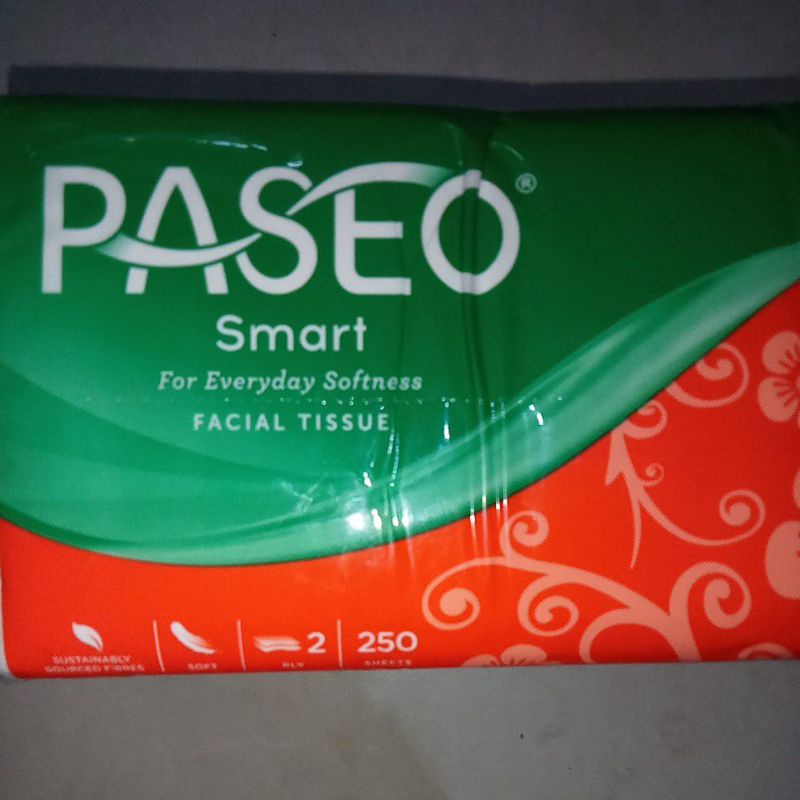 PASEO®
Smart
For Everyday Softness
FACIAL TISSUE
SUSTAINABLY
SOURCED FIBRES
SOFT
2
PLY
250
SHEETS